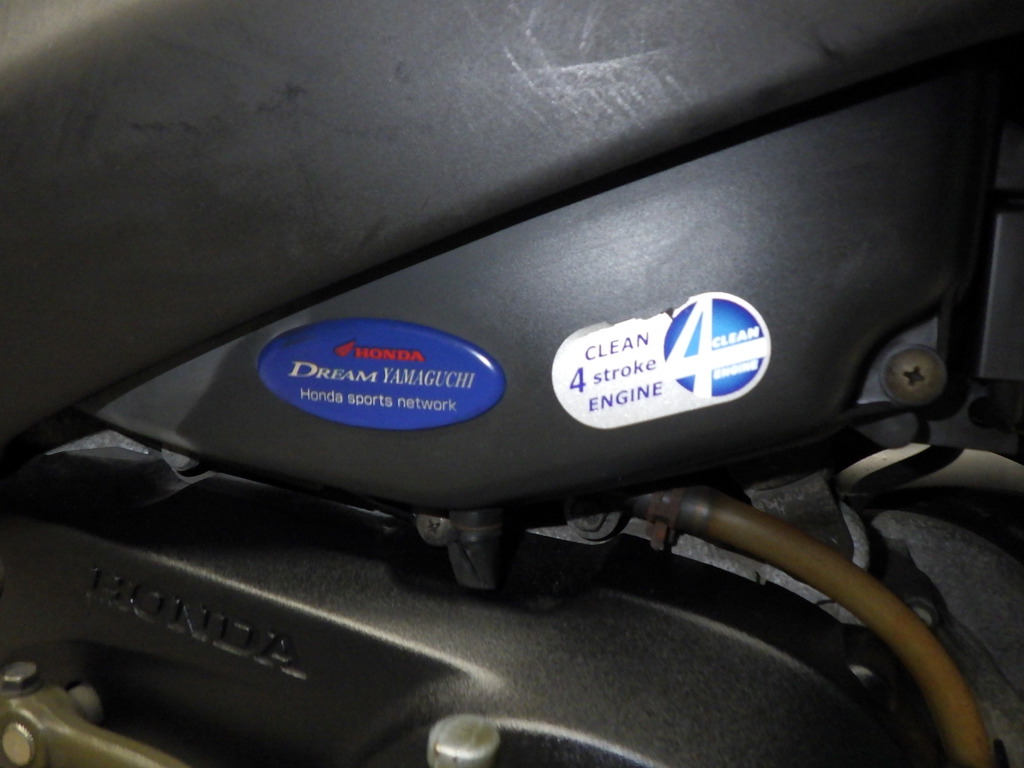 HONDA
DREAM YAMAGUCHI
Honda sports network
CLEAN
4 stroke
ENGINE
4 CLEAN
ENGINE
HONDA